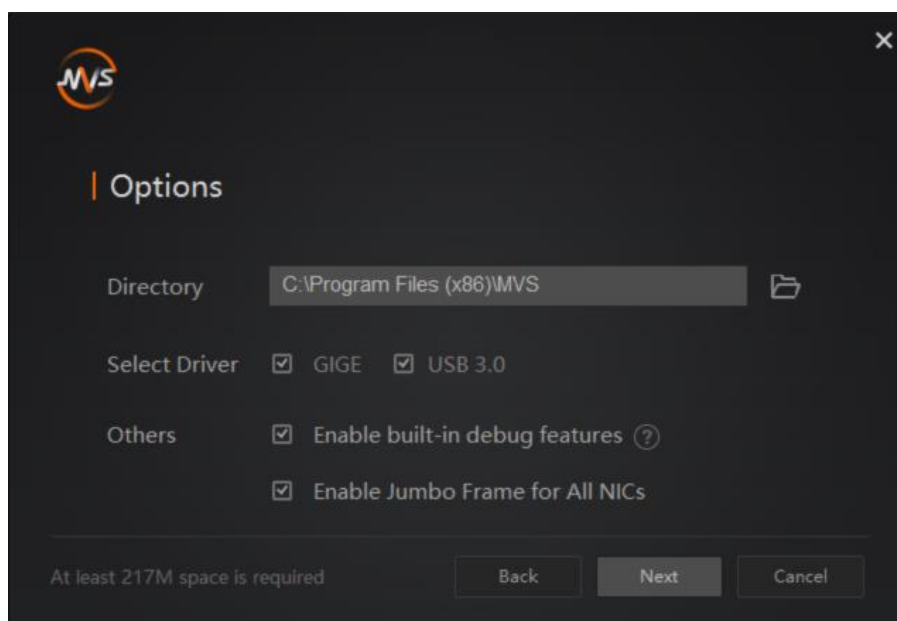 MVS
Options
Directory C:\Program Files (x86)\MVS
Select Driver GIGE USB 3.0
Others Enable built-in debug features ?
Enable Jumbo Frame for All NICs
At least 217M space is required Back Next Cancel